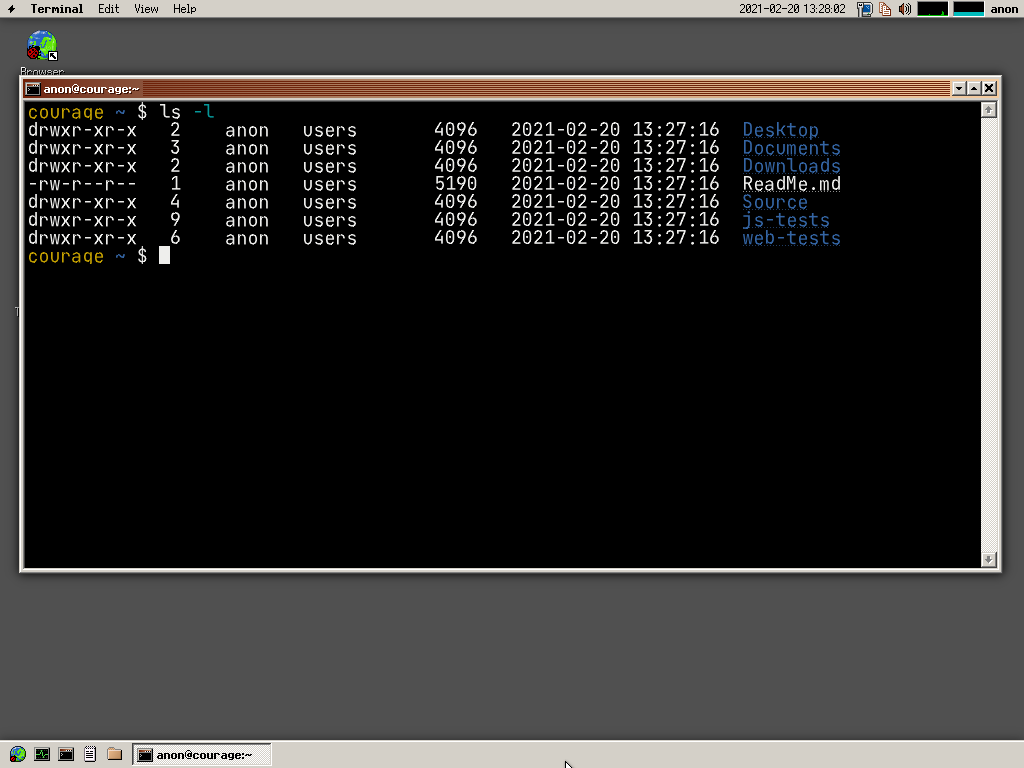 Terminal Edit View Help 2021-02-20 13:28:02 anon
Browser
anon@courage:~
courage ~ $ ls -l
drwxr-xr-x 2 anon users 4096 2021-02-20 13:27:16 Desktop
drwxr-xr-x 3 anon users 4096 2021-02-20 13:27:16 Documents
drwxr-xr-x 2 anon users 4096 2021-02-20 13:27:16 Downloads
-rw-r--r-- 1 anon users 5190 2021-02-20 13:27:16 ReadMe.md
drwxr-xr-x 4 anon users 4096 2021-02-20 13:27:16 Source
drwxr-xr-x 9 anon users 4096 2021-02-20 13:27:16 js-tests
drwxr-xr-x 6 anon users 4096 2021-02-20 13:27:16 web-tests
courage ~ $
anon@courage:~